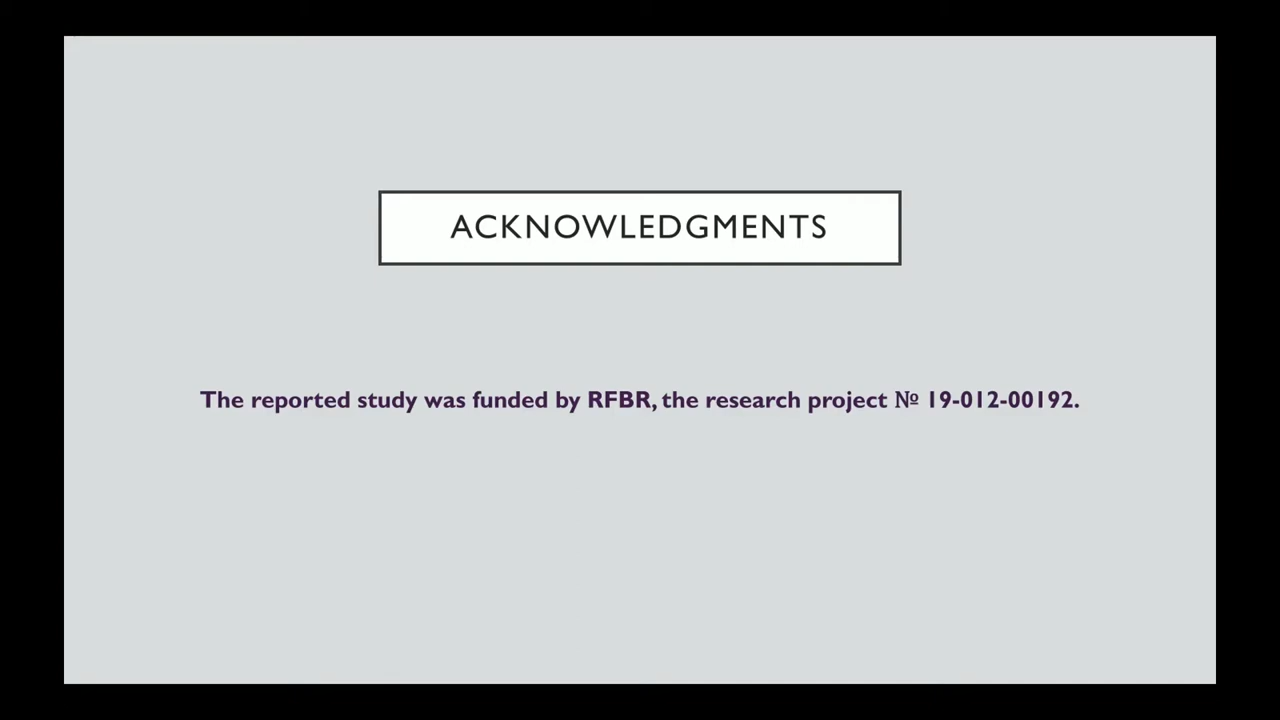 ACKNOWLEDGMENTS
The reported study was funded by RFBR, the research project № 19-012-00192.